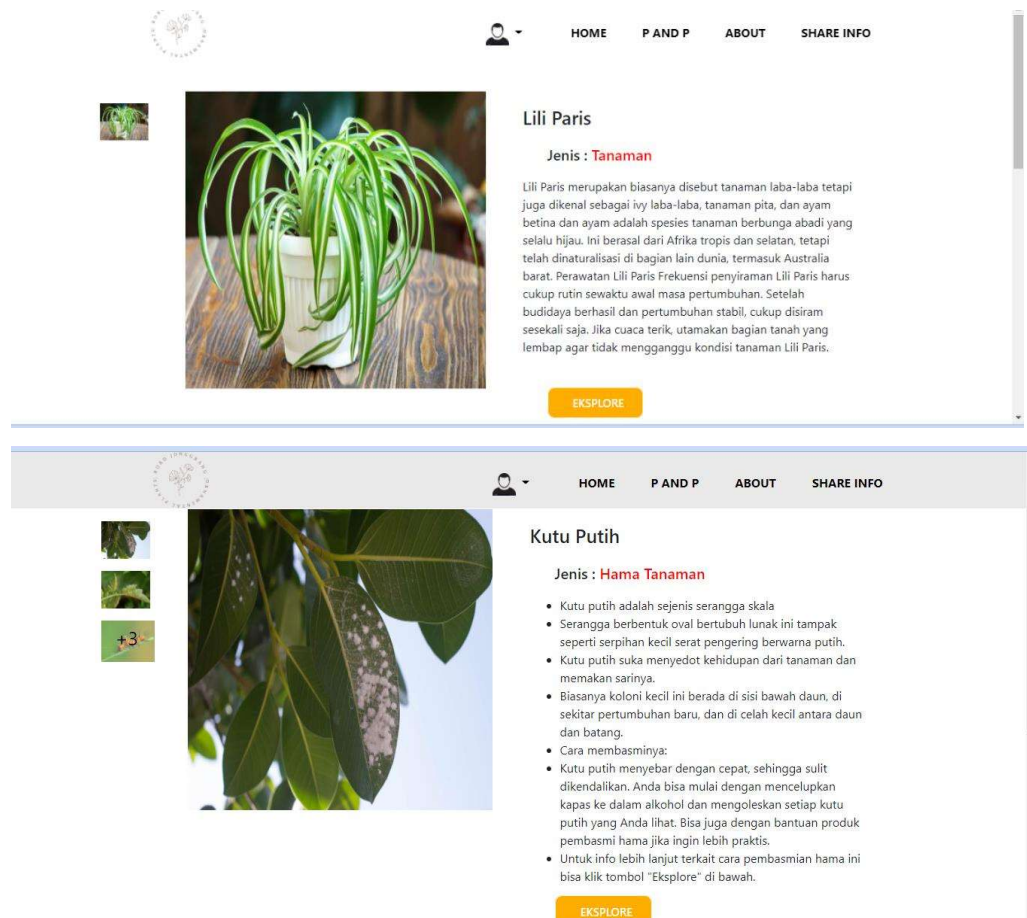 HOME P AND P ABOUT SHARE INFO
Lili Paris
Jenis : Tanaman
Lili Paris merupakan biasanya disebut tanaman laba-laba tetapi
juga dikenal sebagai ivy laba-laba, tanaman pita, dan ayam
betina dan ayam adalah spesies tanaman berbunga abadi yang
selalu hijau. Ini berasal dari Afrika tropis dan selatan, tetapi
telah dinaturalisasi di bagian lain dunia, termasuk Australia
barat. Perawatan Lili Paris Frekuensi penyiraman Lili Paris harus
cukup rutin sewaktu awal masa pertumbuhan. Setelah
budidaya berhasil dan pertumbuhan stabil, cukup disiram
sesekali saja. Jika cuaca terik, utamakan bagian tanah yang
lembap agar tidak mengganggu kondisi tanaman Lili Paris.
EKSPLORE
HOME P AND P ABOUT SHARE INFO
+3
Kutu Putih
Jenis : Hama Tanaman
• Kutu putih adalah sejenis serangga skala
• Serangga berbentuk oval bertubuh lunak ini tampak
seperti serpihan kecil serat pengering berwarna putih.
• Kutu putih suka menyedot kehidupan dari tanaman dan
memakan sarinya.
• Biasanya koloni kecil ini berada di sisi bawah daun, di
sekitar pertumbuhan baru, dan di celah kecil antara daun
dan batang.
• Cara membasminya:
• Kutu putih menyebar dengan cepat, sehingga sulit
dikendalikan. Anda bisa mulai dengan mencelupkan
kapas ke dalam alkohol dan mengoleskan setiap kutu
putih yang Anda lihat. Bisa juga dengan bantuan produk
pembasmi hama jika ingin lebih praktis.
• Untuk info lebih lanjut terkait cara pembasmian hama ini
bisa klik tombol "Eksplore" di bawah.
EKSPLORE